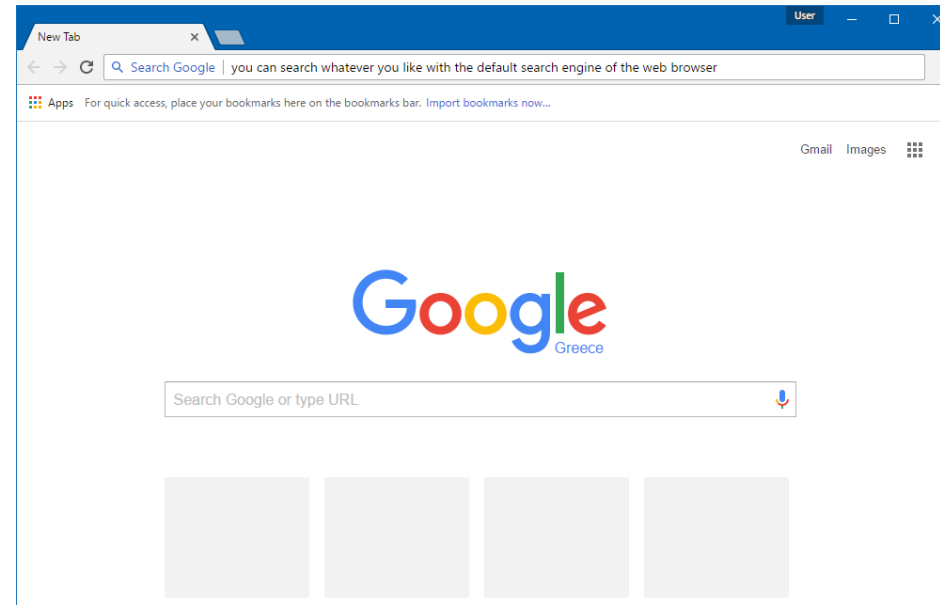 User
New Tab
Search Google | you can search whatever you like with the default search engine of the web browser
Apps For quick access, place your bookmarks here on the bookmarks bar. Import bookmarks now...
Gmail Images
Google
Greece
Search Google or type URL